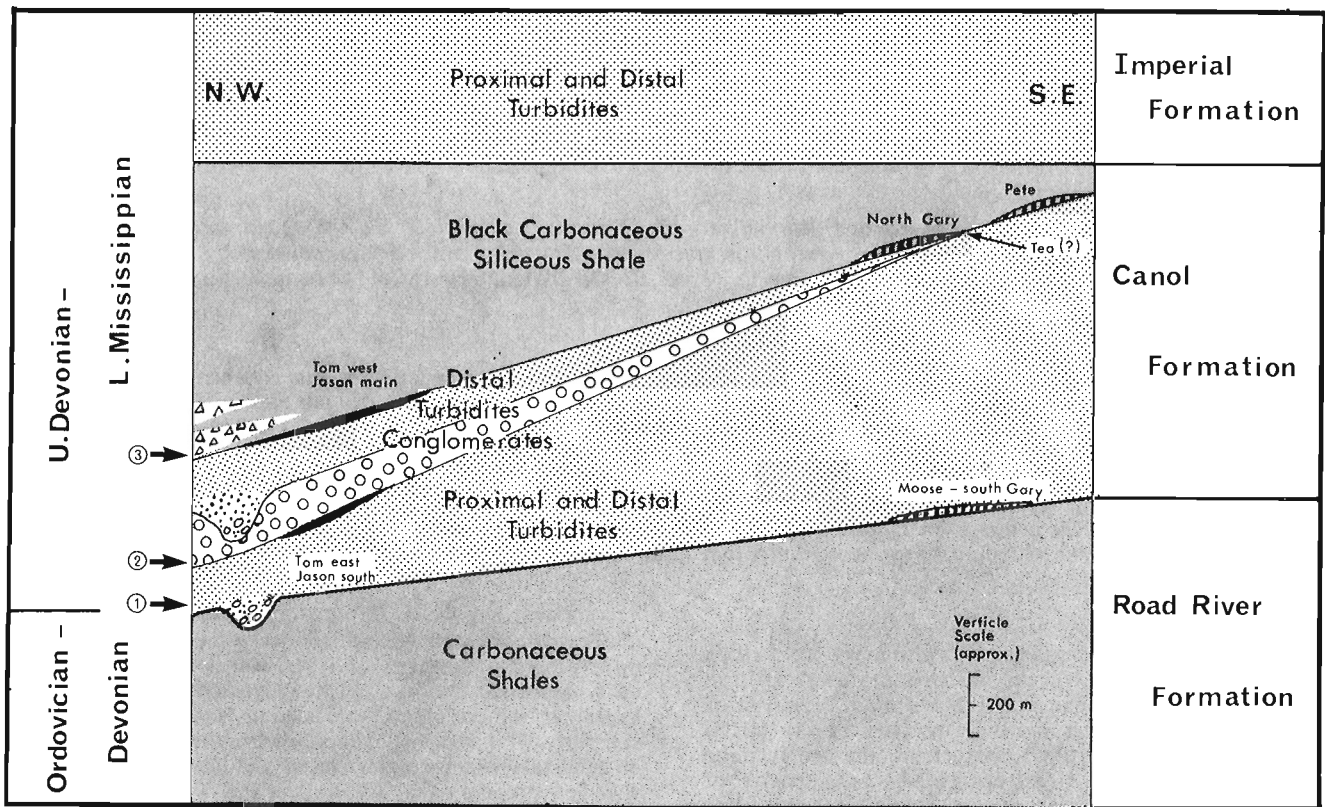 U.Devonian –
L.Mississippian
Ordovician –
Devonian
N.W.
Proximal and Distal
Turbidites
S.E.
Black Carbonaceous
Siliceous Shale
Pete
North Gary
Tea (?)
Tom west
Jason main
Distal
Turbidites
Conglomerates
Proximal and Distal
Turbidites
Moose – south Gary
Tom east
Jason south
③
②
①
Carbonaceous
Shales
Verticle
Scale
(approx.)
200 m
Imperial
Formation
Canol
Formation
Road River
Formation